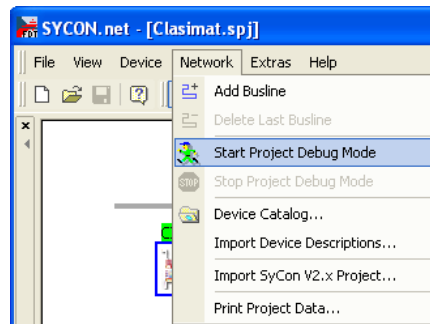 SYCON.net - [Clasimat.spj]
File View Device Network Extras Help
Add Busline
Delete Last Busline
Start Project Debug Mode
STOP Stop Project Debug Mode
Device Catalog...
Import Device Descriptions...
Import SyCon V2.x Project...
Print Project Data...